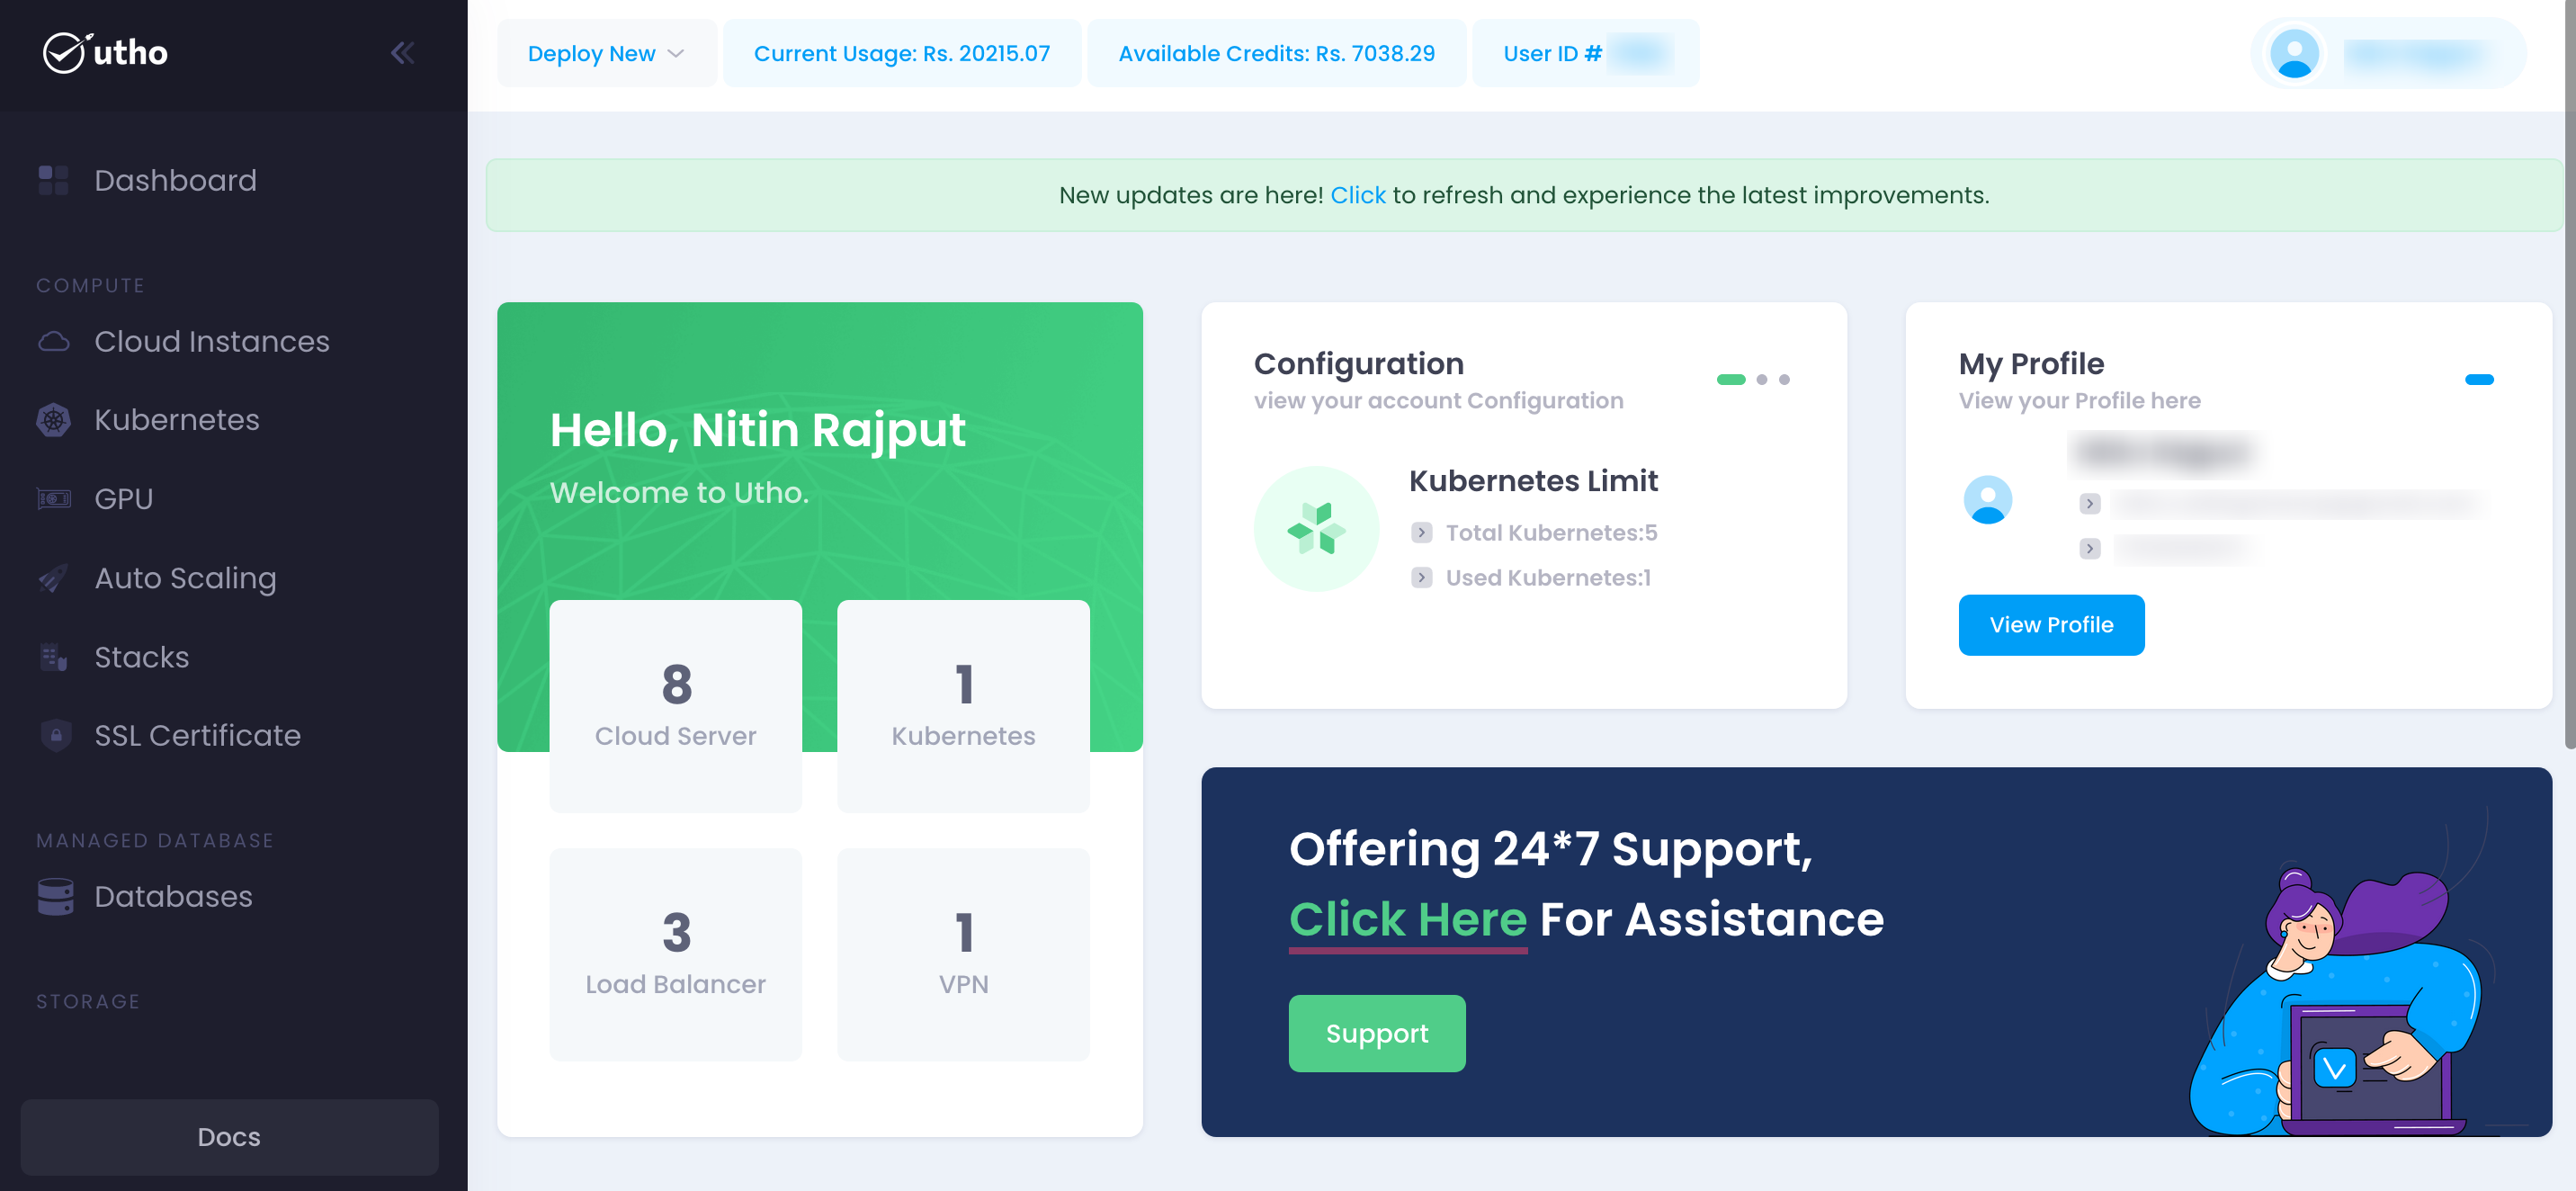 utho
Dashboard
COMPUTE
Cloud Instances
Kubernetes
GPU
Auto Scaling
Stacks
SSL Certificate
MANAGED DATABASE
Databases
STORAGE
Docs
Deploy New
Current Usage: Rs. 20215.07
Available Credits: Rs. 7038.29
User ID #
New updates are here! Click to refresh and experience the latest improvements.
Hello, Nitin Rajput
Welcome to Utho.
8
Cloud Server
1
Kubernetes
3
Load Balancer
1
VPN
Configuration
view your account Configuration
Kubernetes Limit
Total Kubernetes:5
Used Kubernetes:1
My Profile
View your Profile here
View Profile
Offering 24*7 Support,
Click Here For Assistance
Support